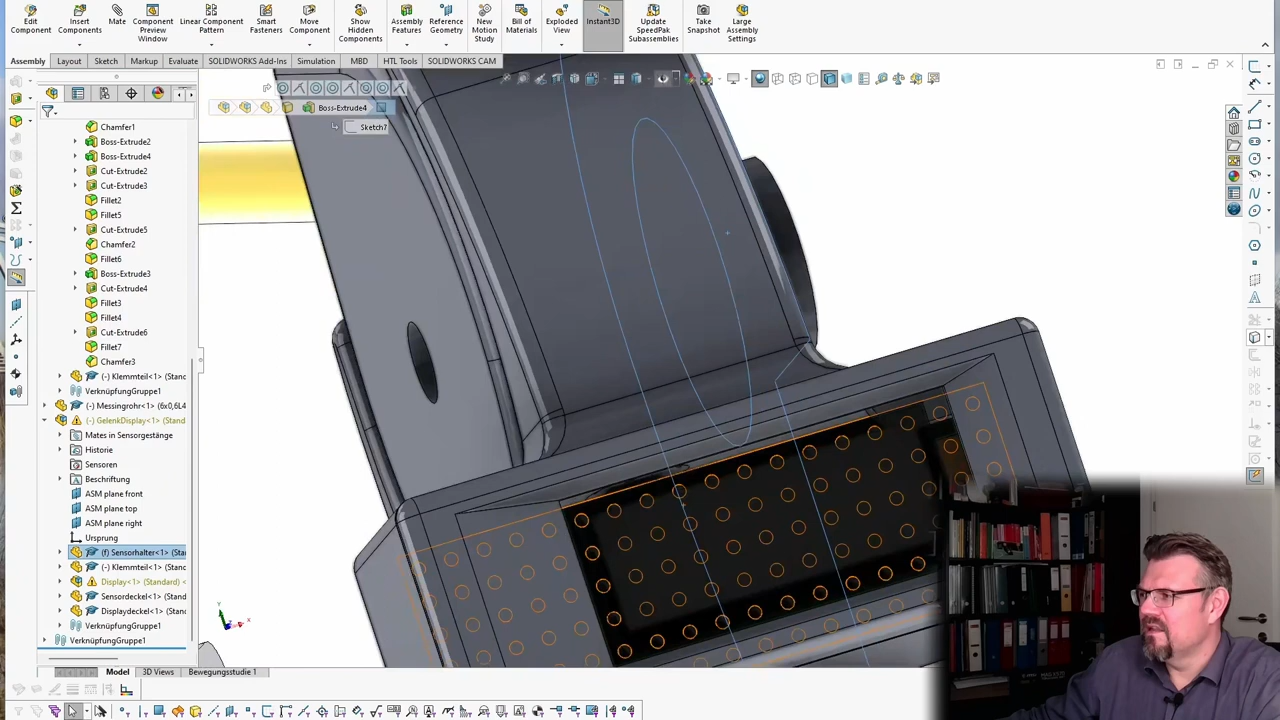 Edit Component
Insert Components
Mate
Component Preview Window
Linear Component Pattern
Smart Fasteners
Move Component
Show Hidden Components
Assembly Features
Reference Geometry
New Motion Study
Bill of Materials
Exploded View
Instant3D
Update SpeedPak Subassemblies
Take Snapshot
Large Assembly Settings
Assembly
Layout
Sketch
Markup
Evaluate
SOLIDWORKS Add-Ins
Simulation
MBD
HTL Tools
SOLIDWORKS CAM
Boss-Extrude4
Sketch7
Chamfer1
Boss-Extrude2
Boss-Extrude4
Cut-Extrude2
Cut-Extrude3
Fillet2
Fillet5
Cut-Extrude5
Chamfer2
Fillet6
Boss-Extrude3
Cut-Extrude4
Fillet3
Fillet4
Cut-Extrude6
Fillet7
Chamfer3
(-) Klemmteil<1> (Stand
VerknüpfungGruppe1
(-) Messingrohr<1> (6x0,6L4
(-) GelenkDisplay<1> (Stand
Mates in Sensorgestänge
Historie
Sensoren
Beschriftung
ASM plane front
ASM plane top
ASM plane right
Ursprung
(f) Sensorhalter<1> (Stan
(-) Klemmteil<1> (Stand
Display<1> (Standard) <
Sensordeckel<1> (Stand
Displaydeckel<1> (Stand
VerknüpfungGruppe1
VerknüpfungGruppe1
Y
X
Model
3D Views
Bewegungsstudie 1